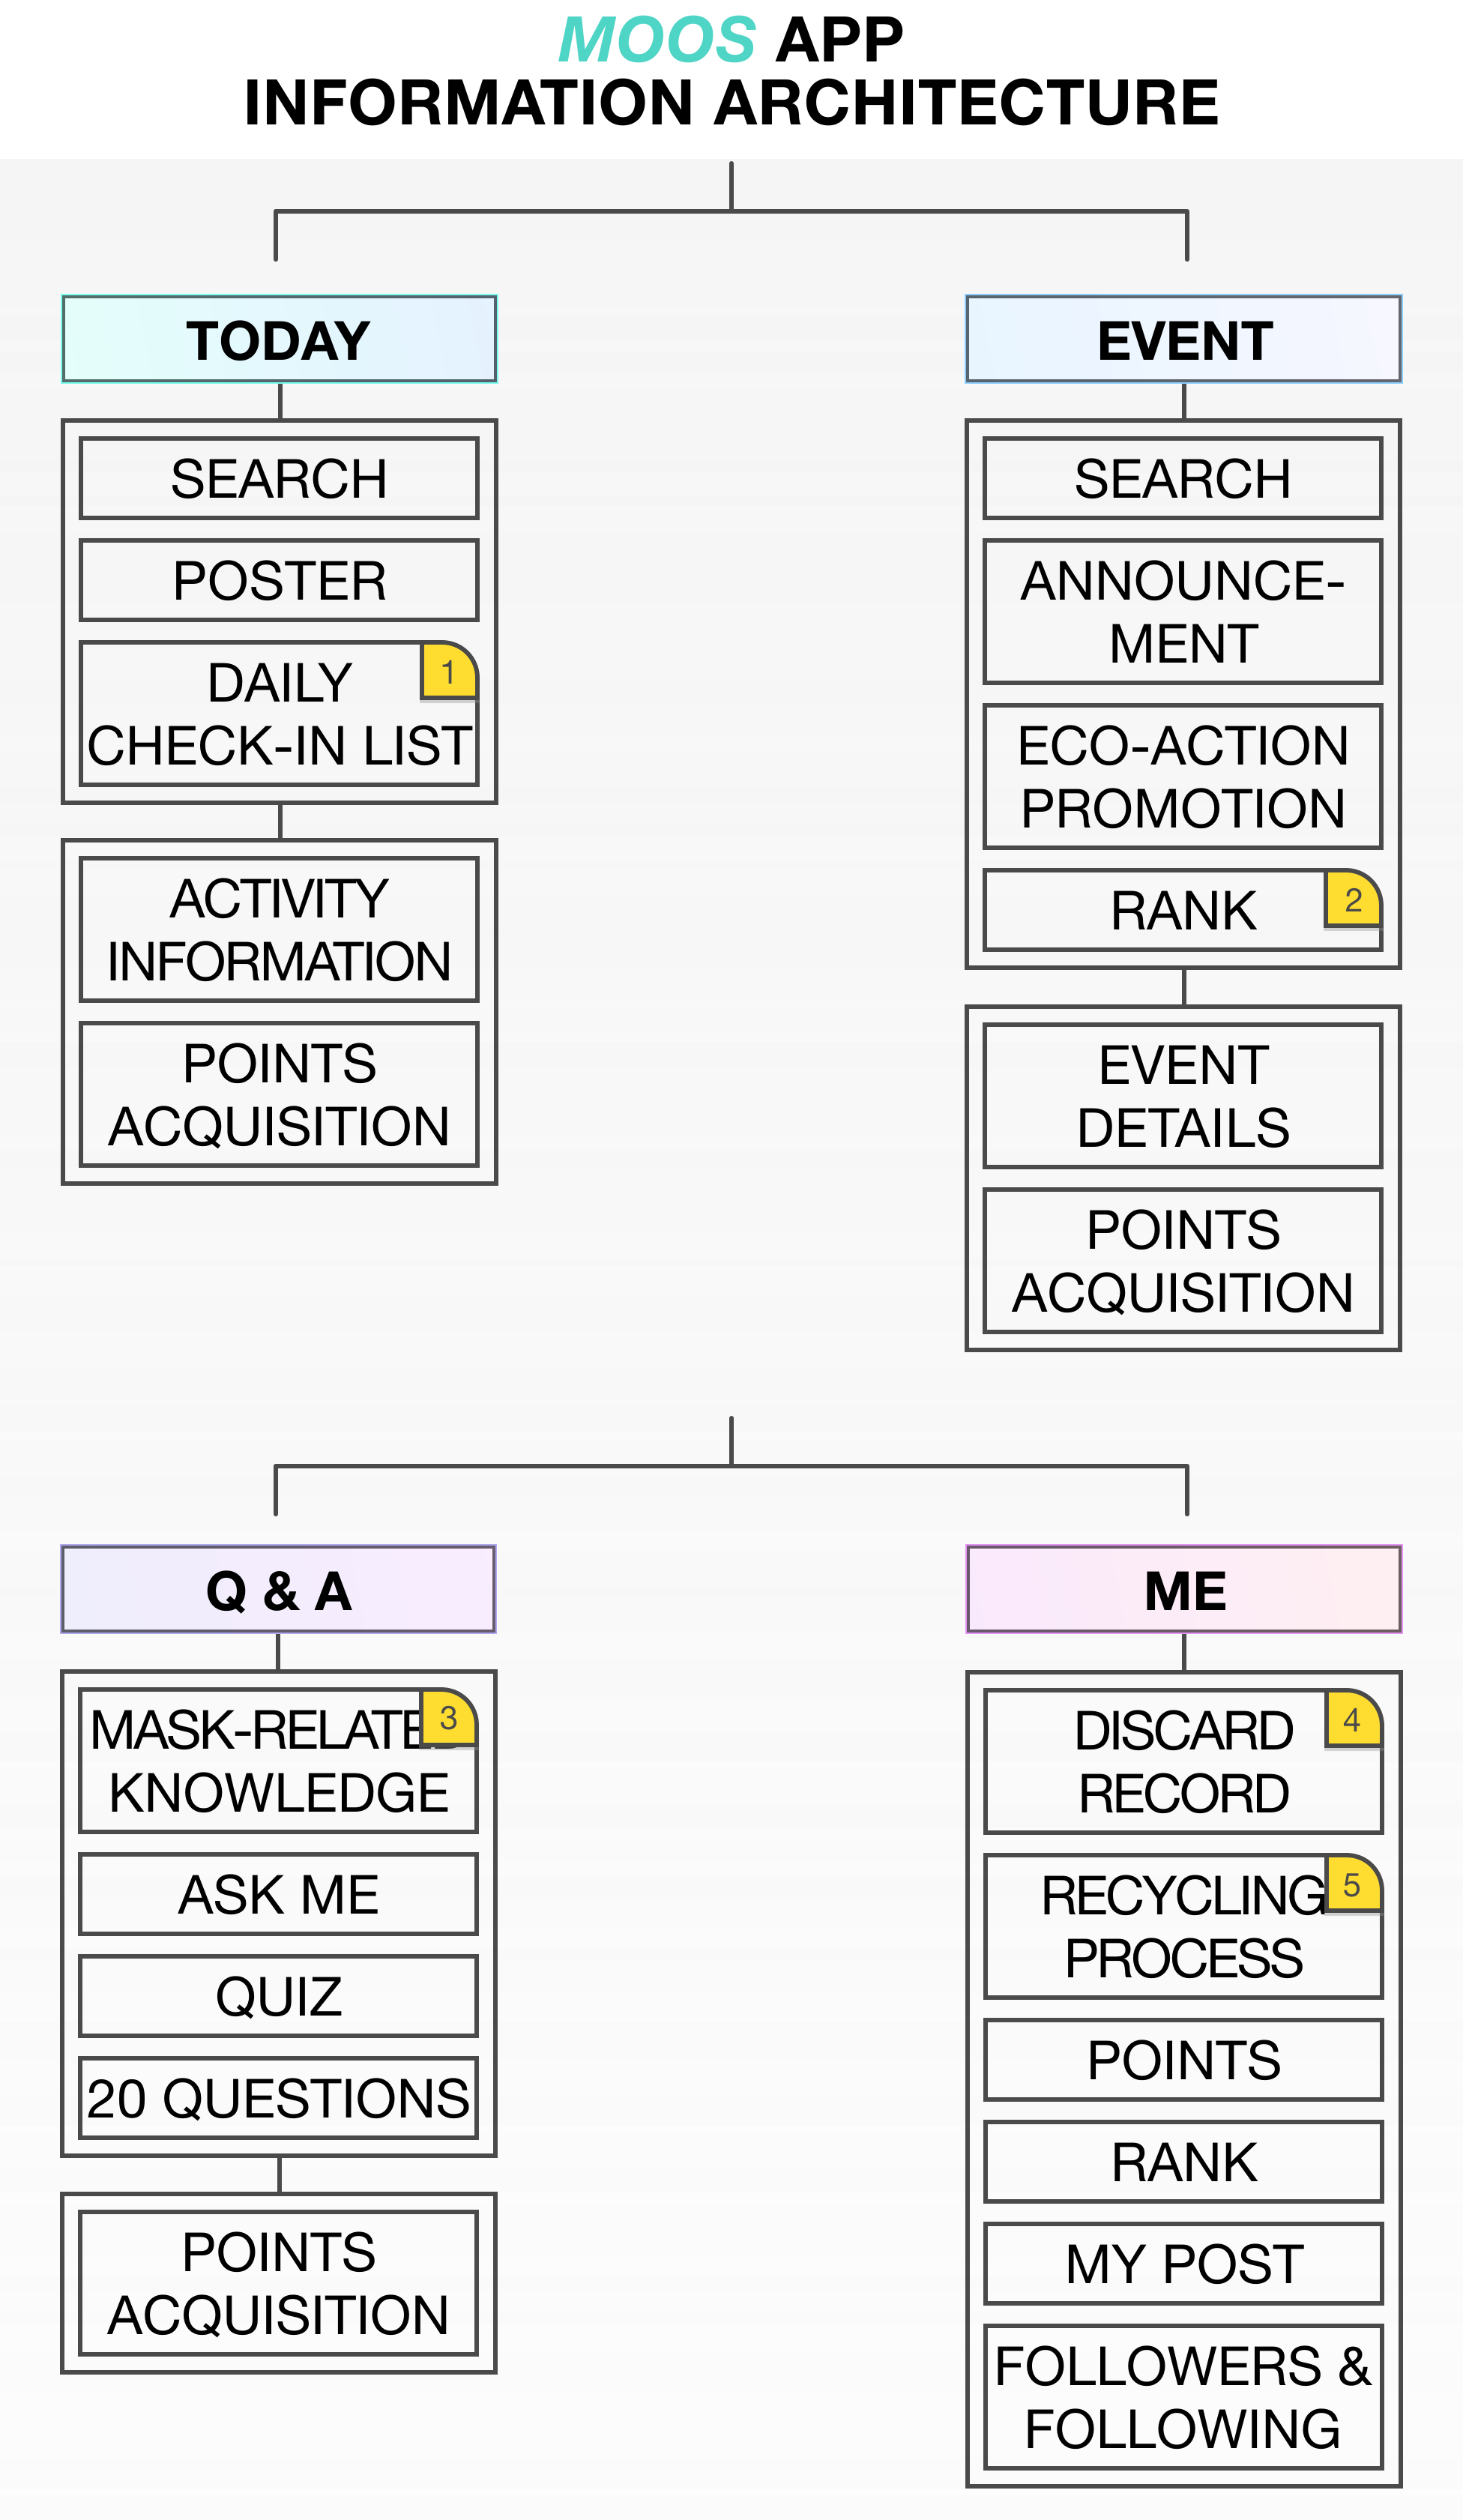 MOOS APP
INFORMATION ARCHITECTURE
TODAY
SEARCH
POSTER
DAILY
1
CHECK-IN LIST
ACTIVITY
INFORMATION
POINTS
ACQUISITION
EVENT
SEARCH
ANNOUNCE-
MENT
ECO-ACTION
PROMOTION
RANK
2
EVENT
DETAILS
POINTS
ACQUISITION
Q & A
MASK-RELATED
3
KNOWLEDGE
ASK ME
QUIZ
20 QUESTIONS
POINTS
ACQUISITION
ME
DISCARD
4
RECORD
RECYCLING
5
PROCESS
POINTS
RANK
MY POST
FOLLOWERS &
FOLLOWING